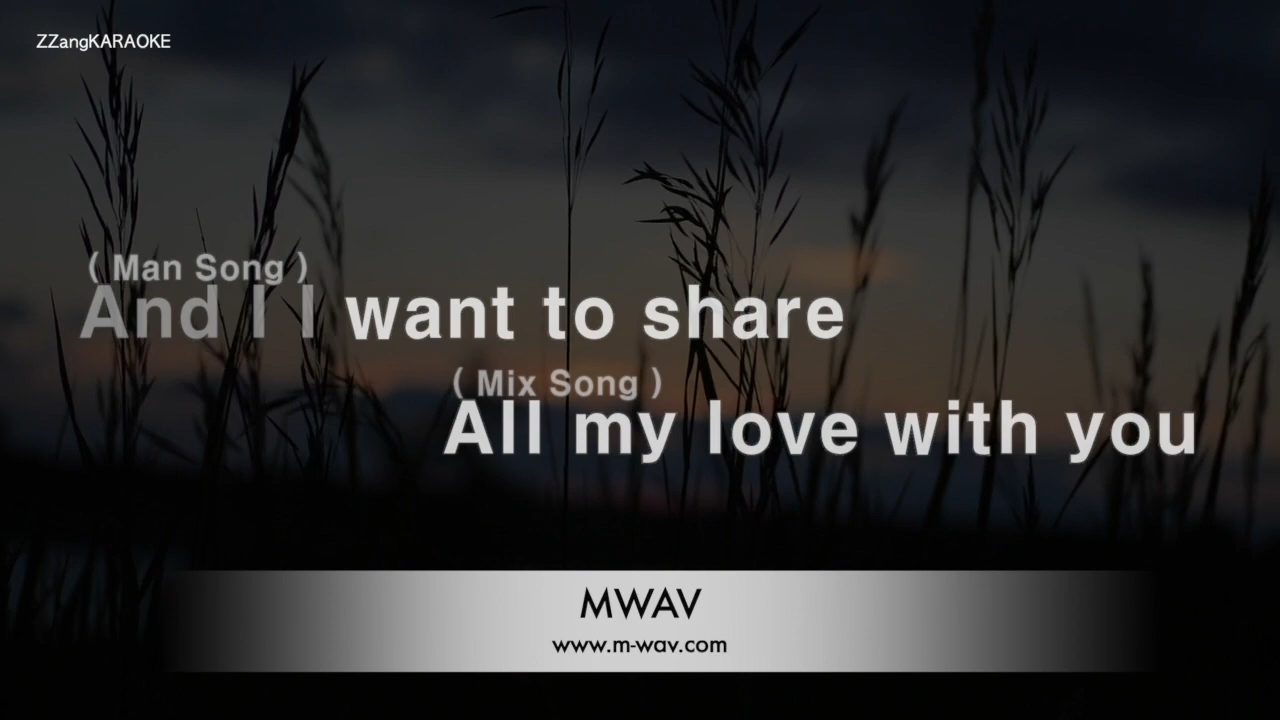 ZZangKARAOKE
( Man Song )
And I I want to share
( Mix Song )
All my love with you
MWAV
www.m-wav.com